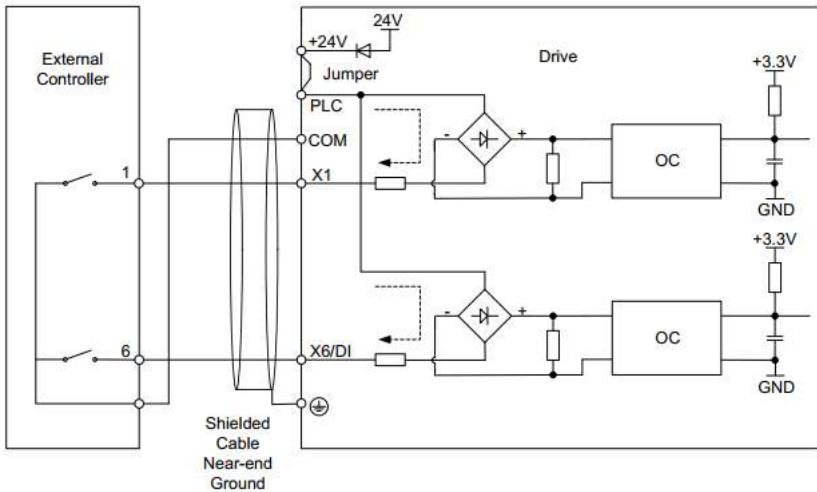 External
Controller
1
6
Shielded
Cable
Near-end
Ground
24V
+24V
Jumper
PLC
COM
X1
X6/DI
Drive
- +
OC
+3.3V
GND
- +
OC
+3.3V
GND